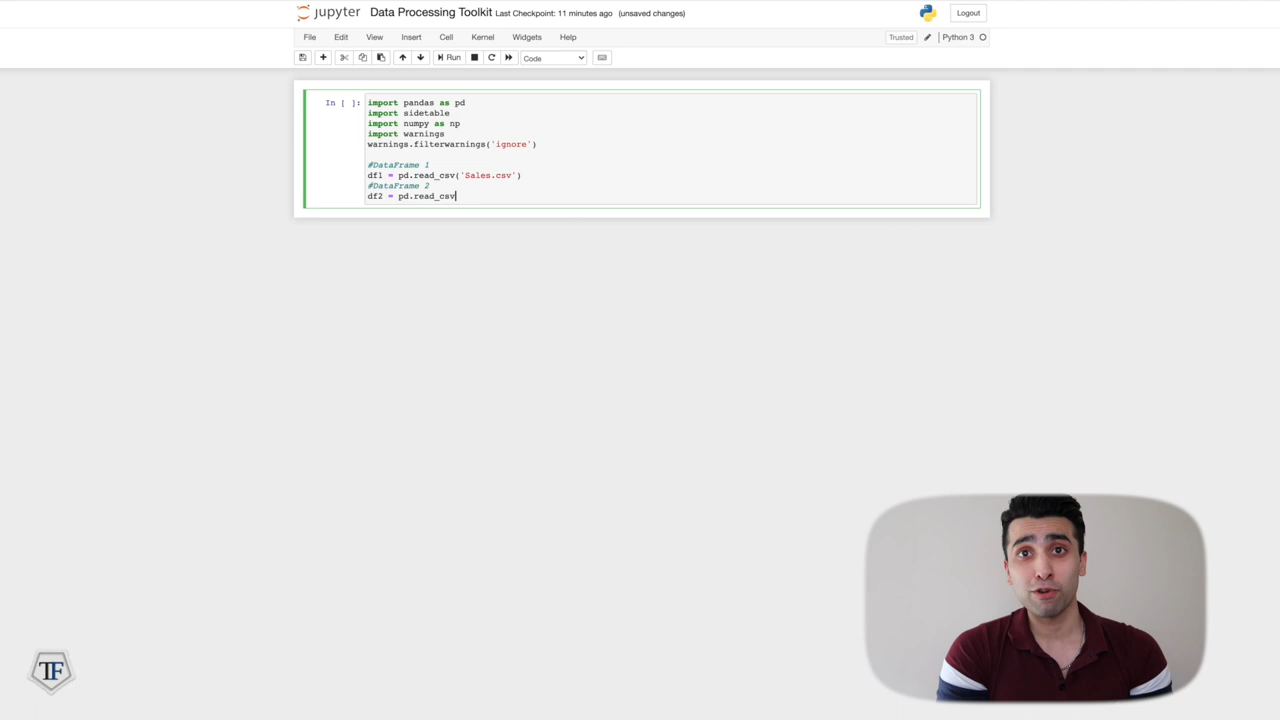 jupyter Data Processing Toolkit Last Checkpoint: 11 minutes ago (unsaved changes)
Logout
File Edit View Insert Cell Kernel Widgets Help
Trusted Python 3
Run Code
In [ ]: import pandas as pd
import sidetable
import numpy as np
import warnings
warnings.filterwarnings('ignore')
#DataFrame 1
df1 = pd.read_csv('Sales.csv')
#DataFrame 2
df2 = pd.read_csv
TF